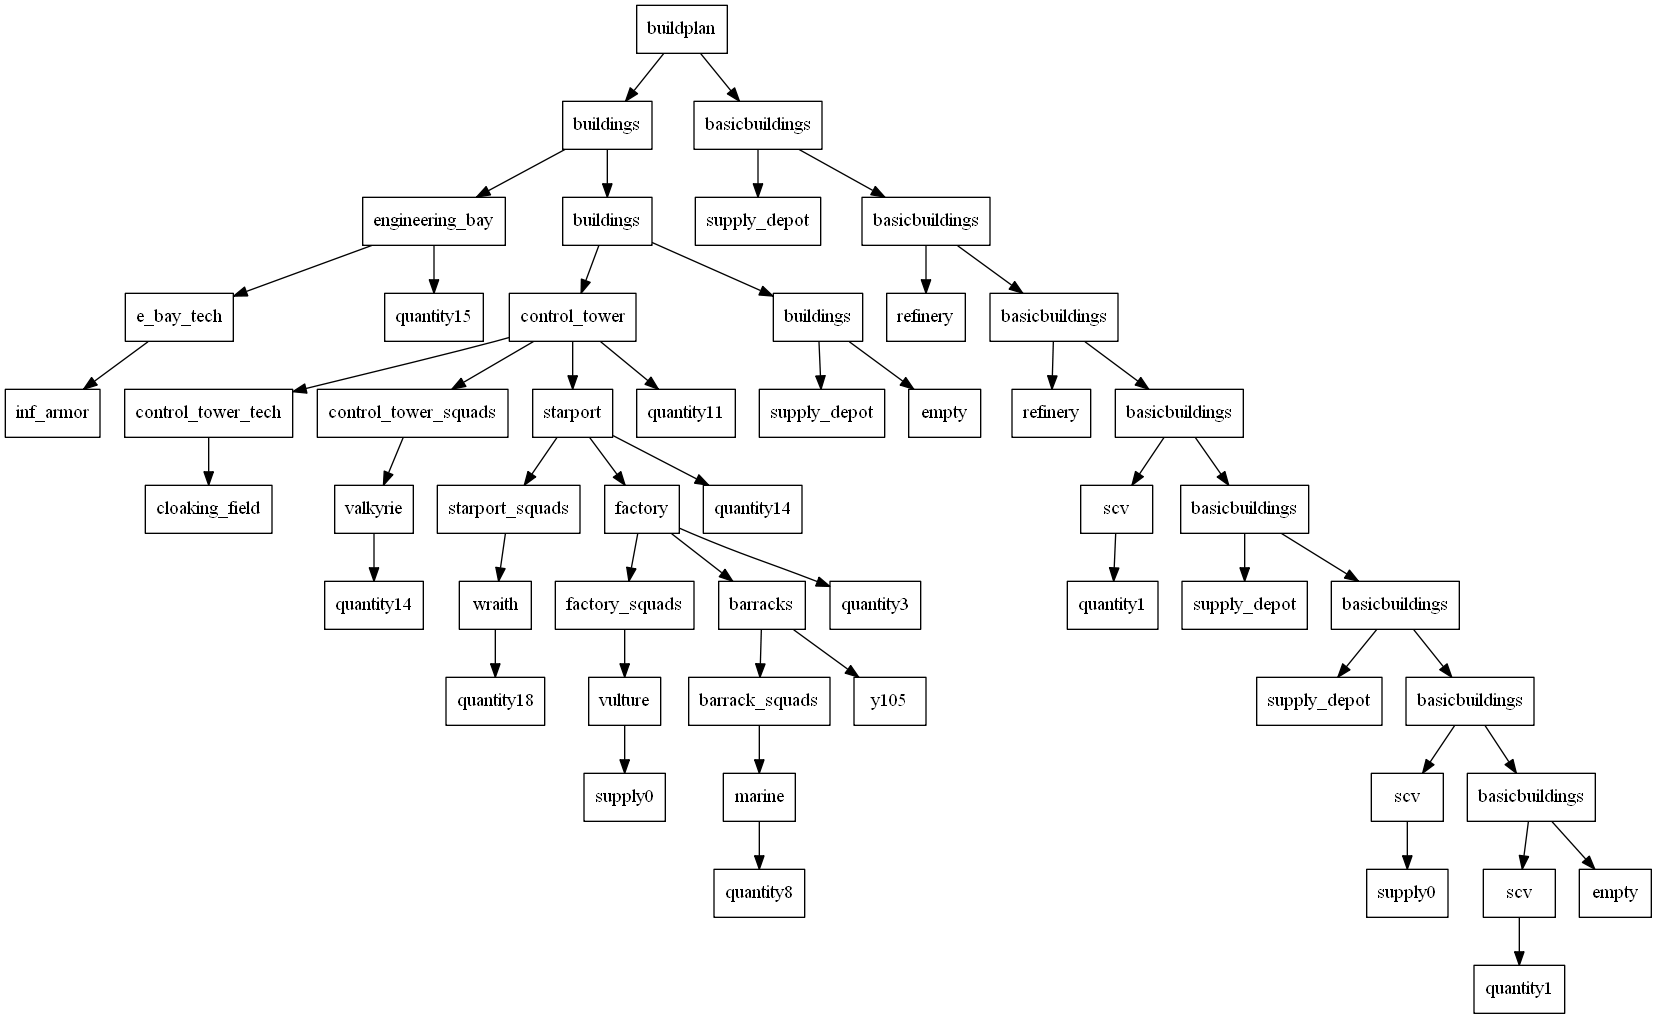 buildplan
buildings
basicbuildings
engineering_bay
buildings
supply_depot
basicbuildings
e_bay_tech
quantity15
control_tower
buildings
refinery
basicbuildings
inf_armor
control_tower_tech
control_tower_squads
starport
quantity11
supply_depot
empty
refinery
basicbuildings
cloaking_field
valkyrie
starport_squads
factory
quantity14
scv
basicbuildings
quantity14
wraith
factory_squads
barracks
quantity3
quantity1
supply_depot
basicbuildings
quantity18
vulture
barrack_squads
y105
supply_depot
basicbuildings
supply0
marine
scv
basicbuildings
quantity8
supply0
scv
empty
quantity1